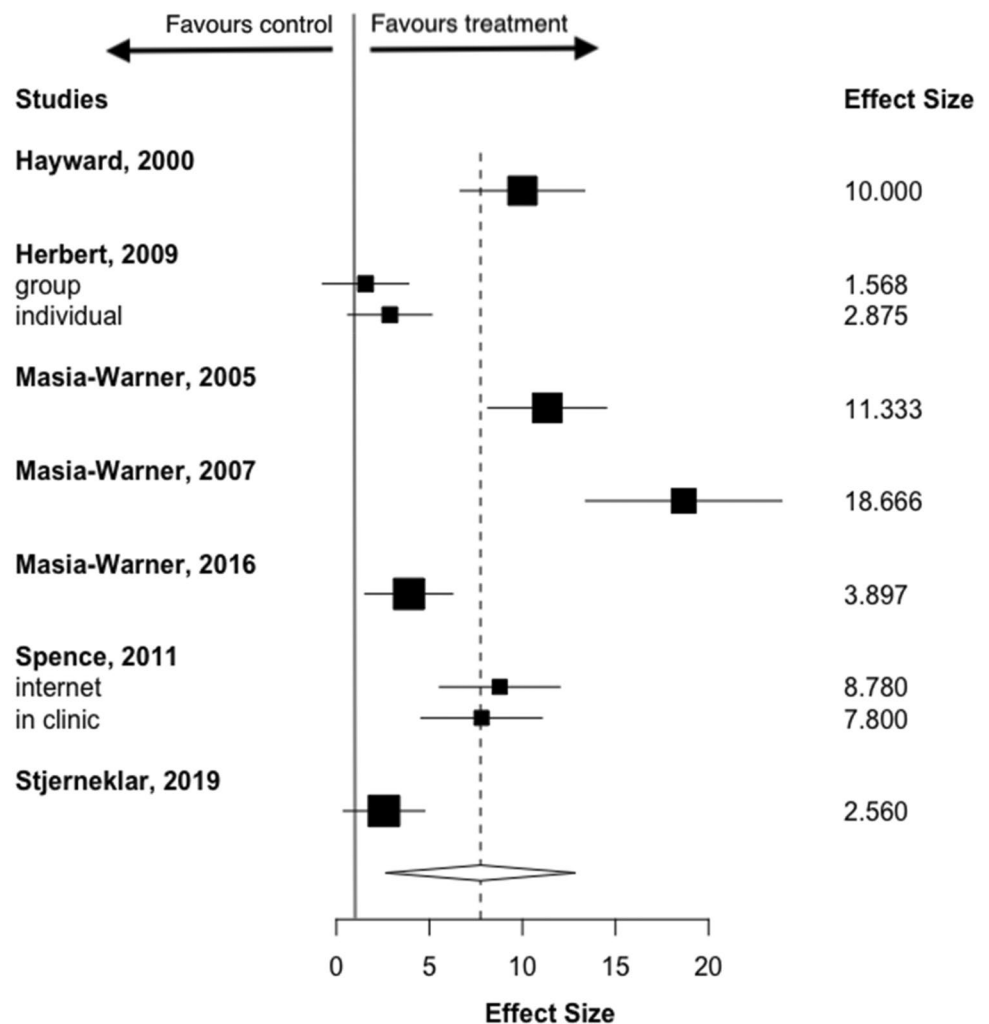 Favours control Favours treatment
Studies Effect Size
Hayward, 2000
10.000
Herbert, 2009
group 1.568
individual 2.875
Masia-Warner, 2005
11.333
Masia-Warner, 2007
18.666
Masia-Warner, 2016
3.897
Spence, 2011
internet 8.780
in clinic 7.800
Stjerneklar, 2019
2.560
0 5 10 15 20
Effect Size